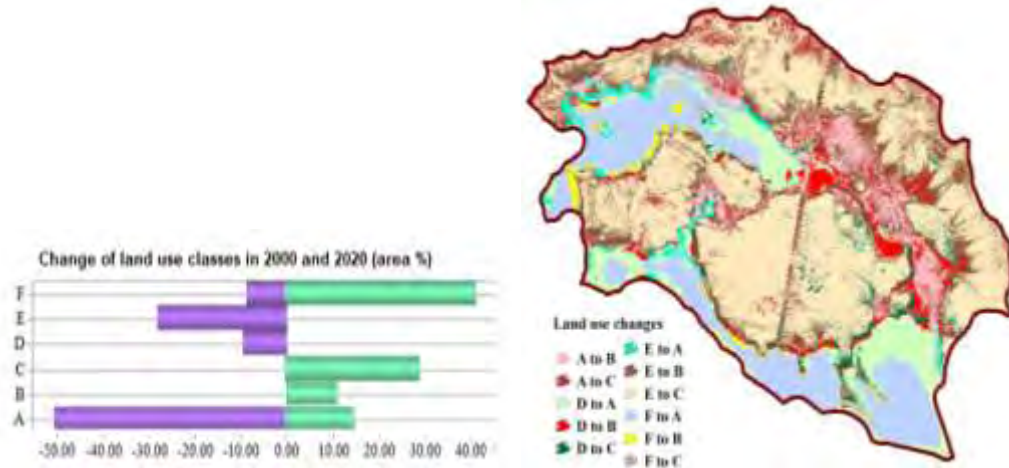 Change of land use classes in 2000 and 2020 (area %)
F
E
D
C
B
A
-50.00 -40.00 -30.00 -20.00 -10.00 0.00 10.00 20.00 30.00 40.00
Land use changes
A to B
A to C
D to A
D to B
D to C
E to A
E to B
E to C
F to A
F to B
F to C